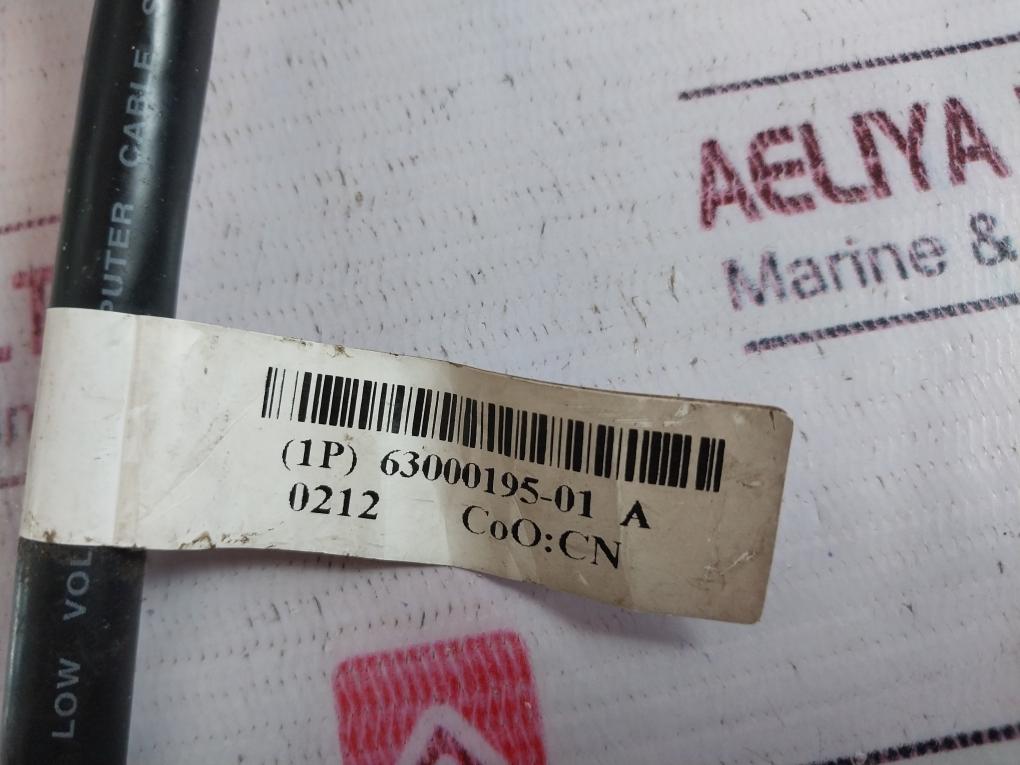 LOW VOL
PUTER CABLE S
AELIYA
Marine &
(1P) 63000195-01 A
0212 CoO:CN